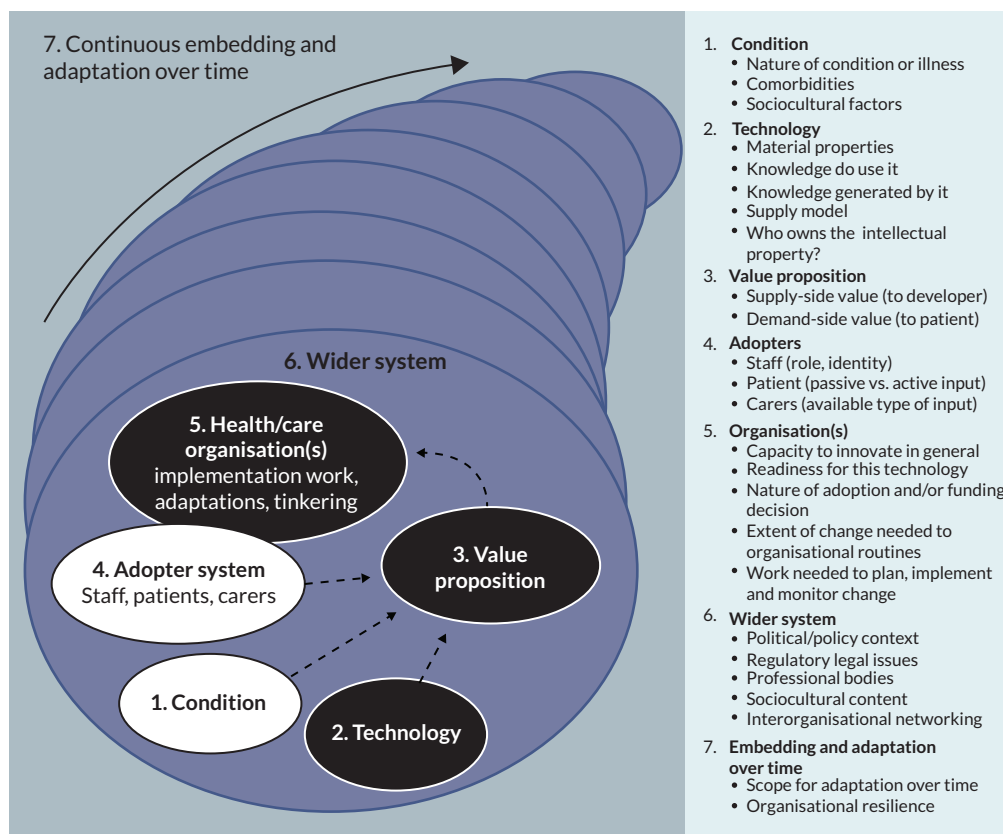 7. Continuous embedding and
adaptation over time
6. Wider system
5. Health/care
organisation(s)
implementation work,
adaptations, tinkering
4. Adopter system
Staff, patients, carers
3. Value
proposition
1. Condition
2. Technology
1. Condition
• Nature of condition or illness
• Comorbidities
• Sociocultural factors
2. Technology
• Material properties
• Knowledge do use it
• Knowledge generated by it
• Supply model
• Who owns the intellectual
property?
3. Value proposition
• Supply-side value (to developer)
• Demand-side value (to patient)
4. Adopters
• Staff (role, identity)
• Patient (passive vs. active input)
• Carers (available type of input)
5. Organisation(s)
• Capacity to innovate in general
• Readiness for this technology
• Nature of adoption and/or funding
decision
• Extent of change needed to
organisational routines
• Work needed to plan, implement
and monitor change
6. Wider system
• Political/policy context
• Regulatory legal issues
• Professional bodies
• Sociocultural content
• Interorganisational networking
7. Embedding and adaptation
over time
• Scope for adaptation over time
• Organisational resilience